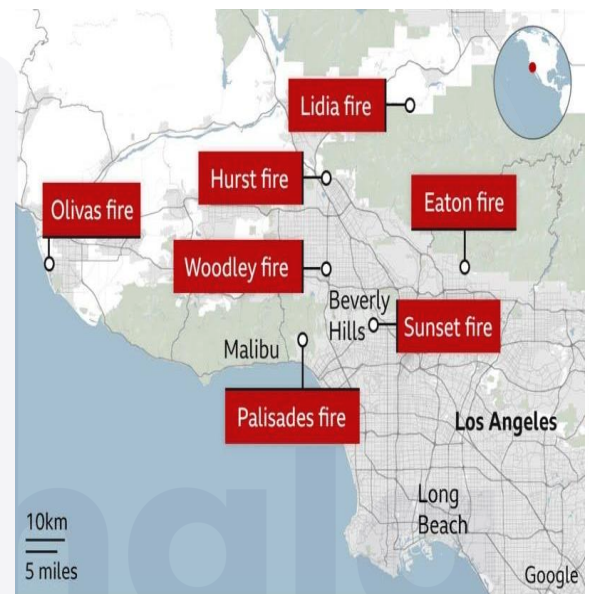 Lidia fire
Hurst fire
Eaton fire
Olivas fire
Woodley fire
Beverly
Hills
Sunset fire
Malibu
Palisades fire
Los Angeles
Long
Beach
10km
5 miles
Google